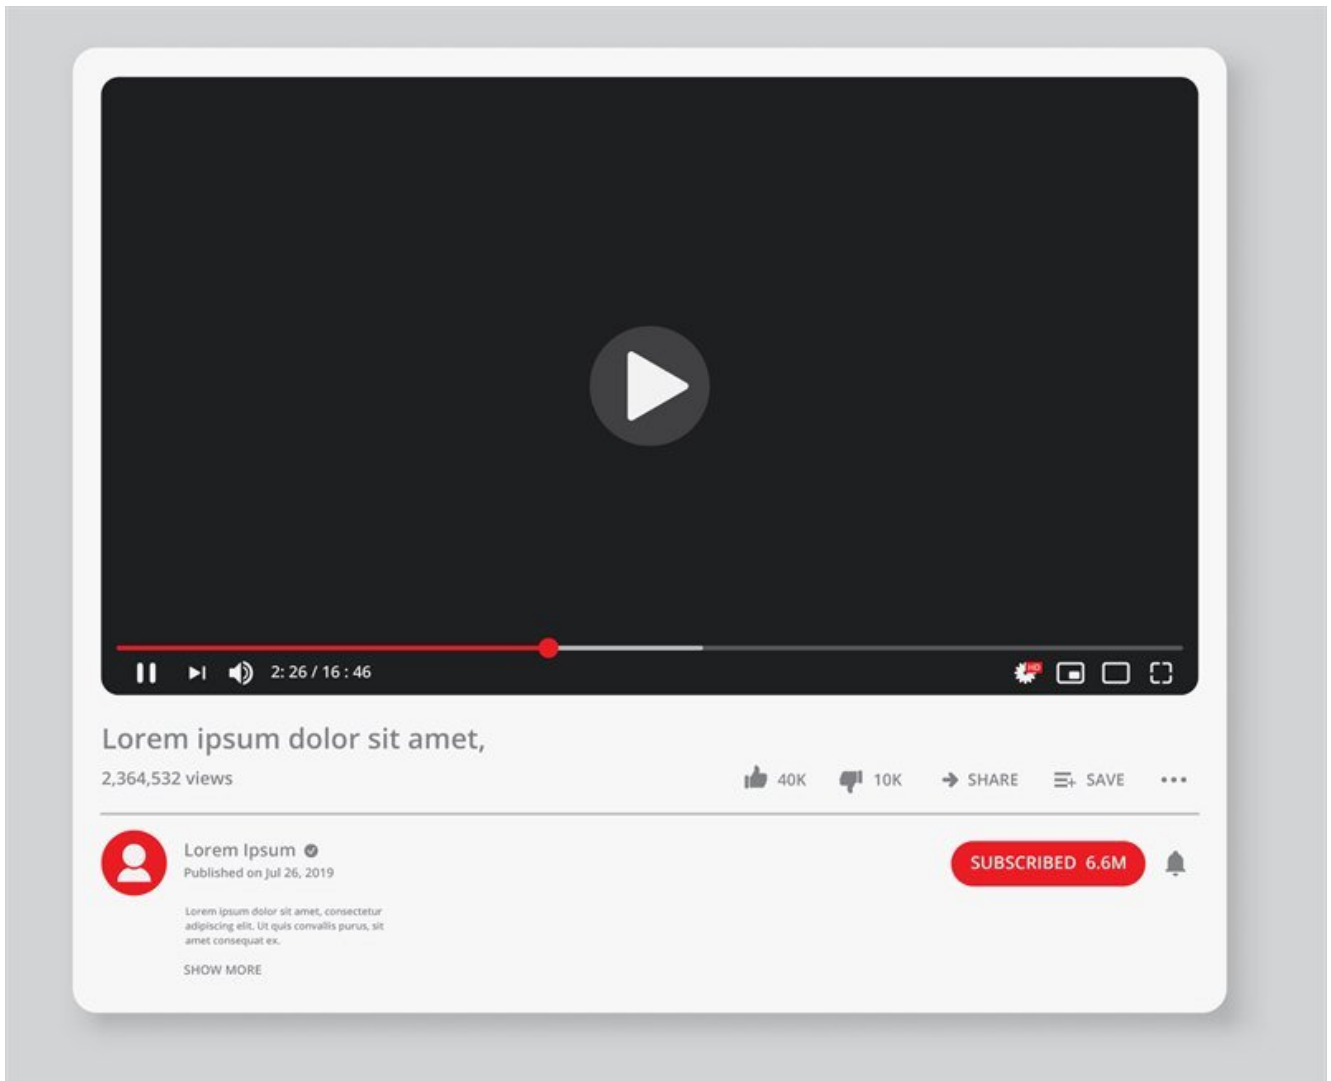 2: 26 / 16 : 46
HD
Lorem ipsum dolor sit amet,
2,364,532 views
40K
10K
SHARE
SAVE
Lorem Ipsum
Published on Jul 26, 2019
SUBSCRIBED 6.6M
Lorem ipsum dolor sit amet, consectetur
adipiscing elit. Ut quis convallis purus, sit
amet consequat ex.
SHOW MORE